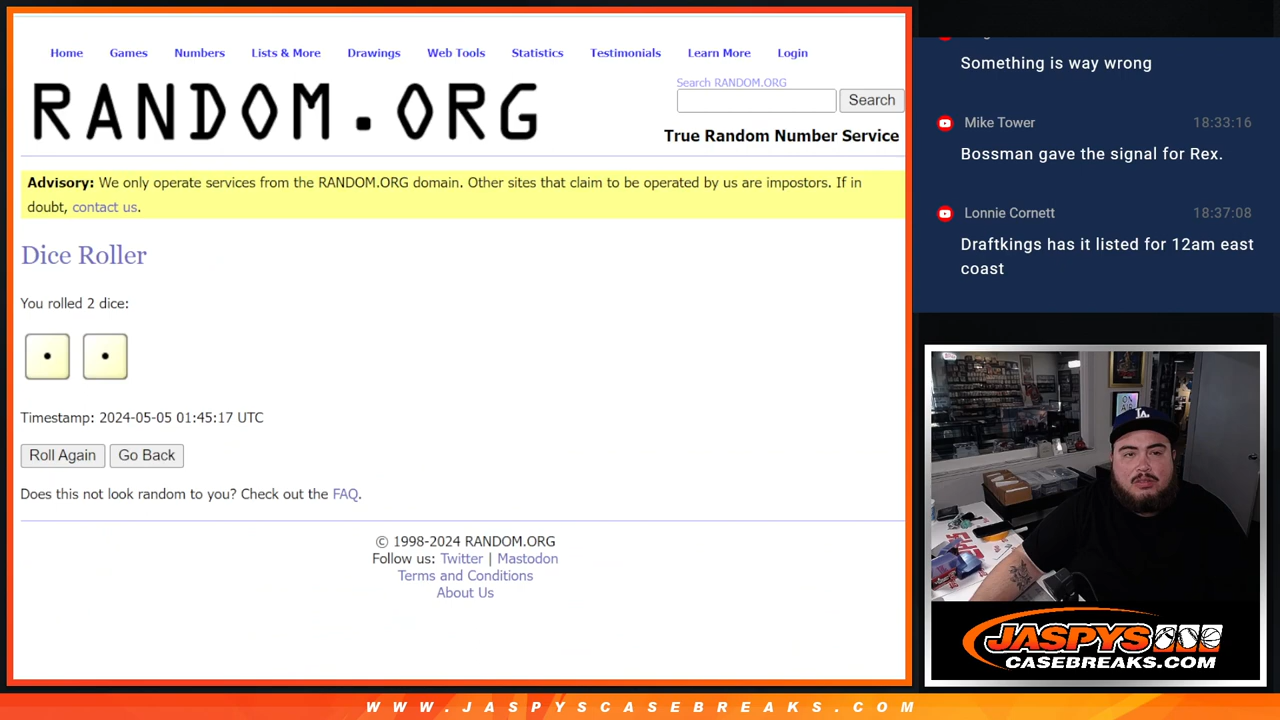 Home Games Numbers Lists & More Drawings Web Tools Statistics Testimonials Learn More Login
RANDOM.ORG
Search RANDOM.ORG
Search
True Random Number Service
Advisory: We only operate services from the RANDOM.ORG domain. Other sites that claim to be operated by us are impostors. If in
doubt, contact us.
Dice Roller
You rolled 2 dice:
Timestamp: 2024-05-05 01:45:17 UTC
Roll Again Go Back
Does this not look random to you? Check out the FAQ.
© 1998-2024 RANDOM.ORG
Follow us: Twitter | Mastodon
Terms and Conditions
About Us
Something is way wrong
Mike Tower 18:33:16
Bossman gave the signal for Rex.
Lonnie Cornett 18:37:08
Draftkings has it listed for 12am east
coast
ON
AIR
LA
JASPYS
CASEBREAKS.COM
WWW.JASPYSCASEBREAKS.COM